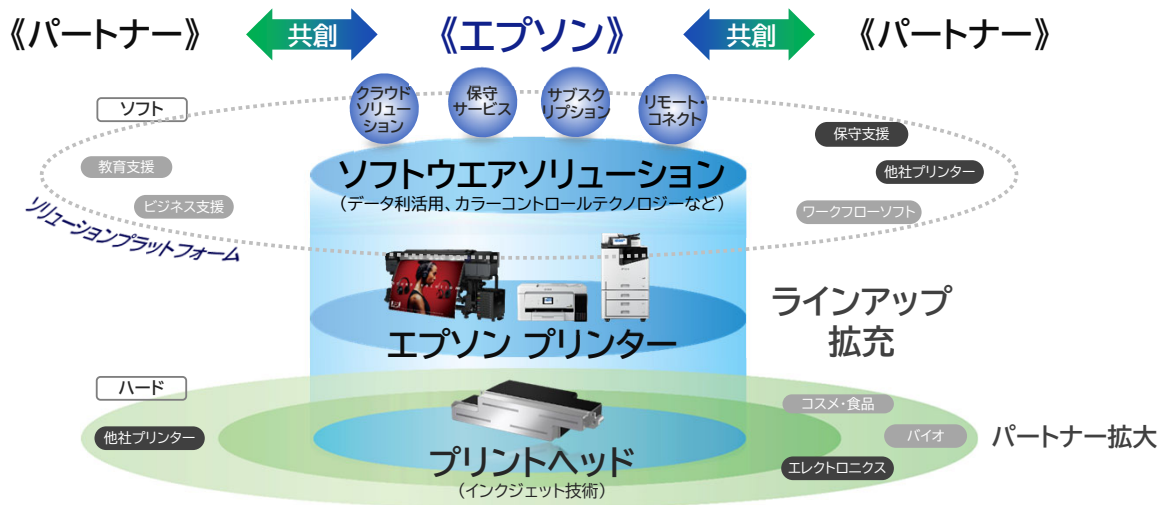 《パートナー》
共創
《エプソン》
共創
《パートナー》
クラウド
ソリュー
ション
保守
サービス
サブスク
リプション
リモート・
コネクト
ソフト
教育支援
ビジネス支援
ソリューションプラットフォーム
保守支援
他社プリンター
ワークフローソフト
ソフトウエアソリューション
(データ利活用、カラーコントロールテクノロジーなど)
エプソン プリンター
ラインアップ
拡充
ハード
他社プリンター
コスメ・食品
バイオ
エレクトロニクス
パートナー拡大
プリントヘッド
(インクジェット技術)